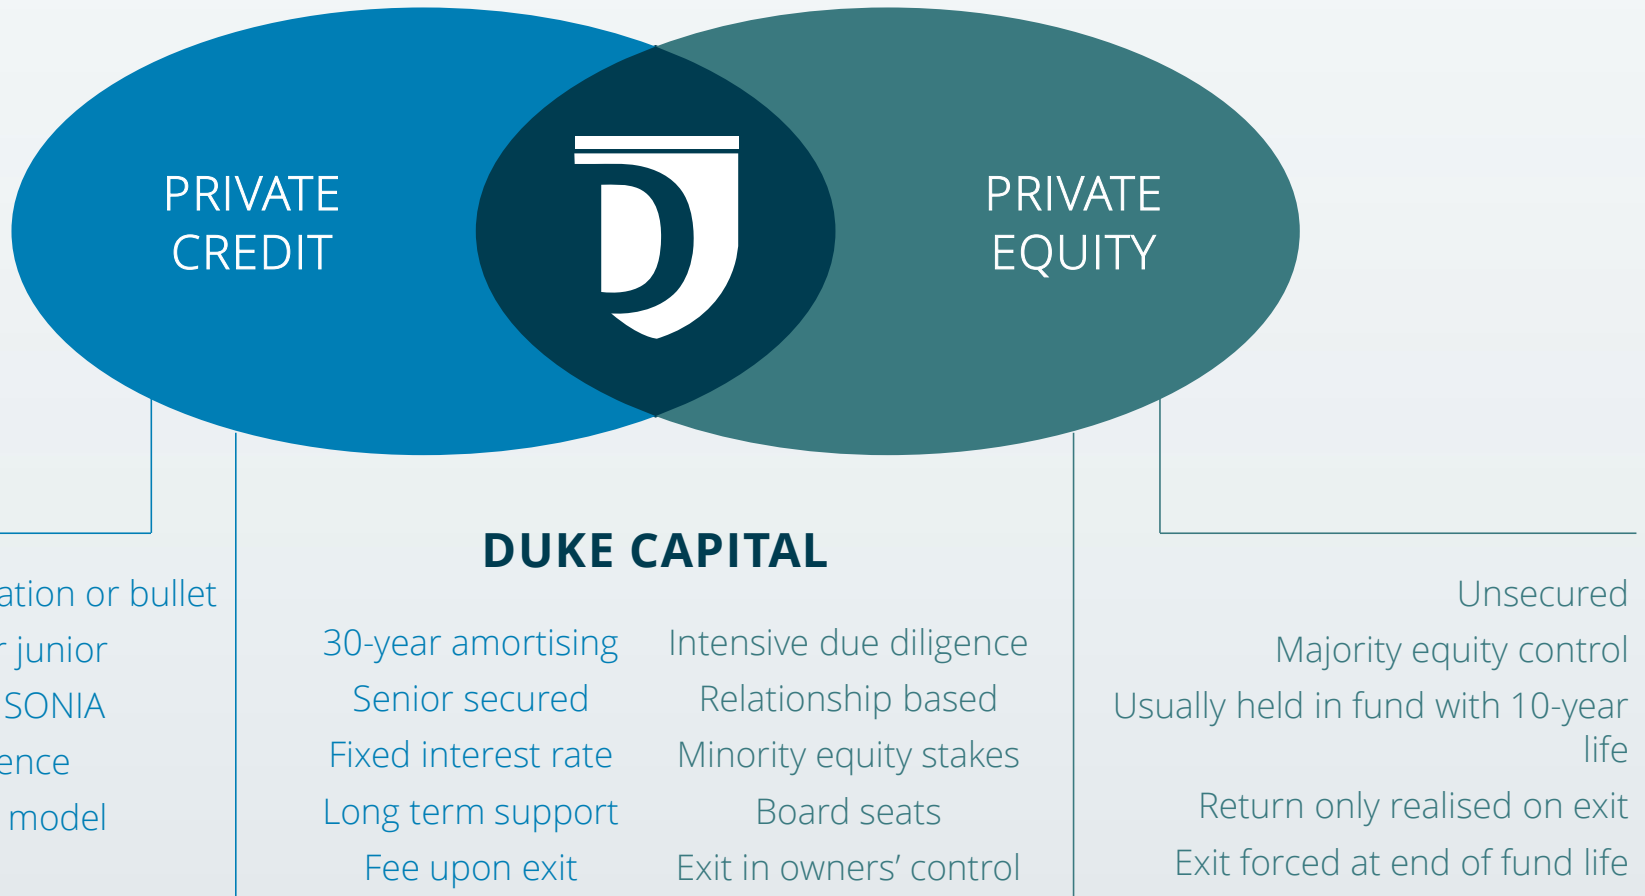 PRIVATE
CREDIT
PRIVATE
EQUITY
DUKE CAPITAL
or bullet
junior
SONIA
model
30-year amortising
Senior secured
Fixed interest rate
Long term support
Fee upon exit
Intensive due diligence
Relationship based
Minority equity stakes
Board seats
Exit in owners’ control
Unsecured
Majority equity control
Usually held in fund with 10-year
life
Return only realised on exit
Exit forced at end of fund life